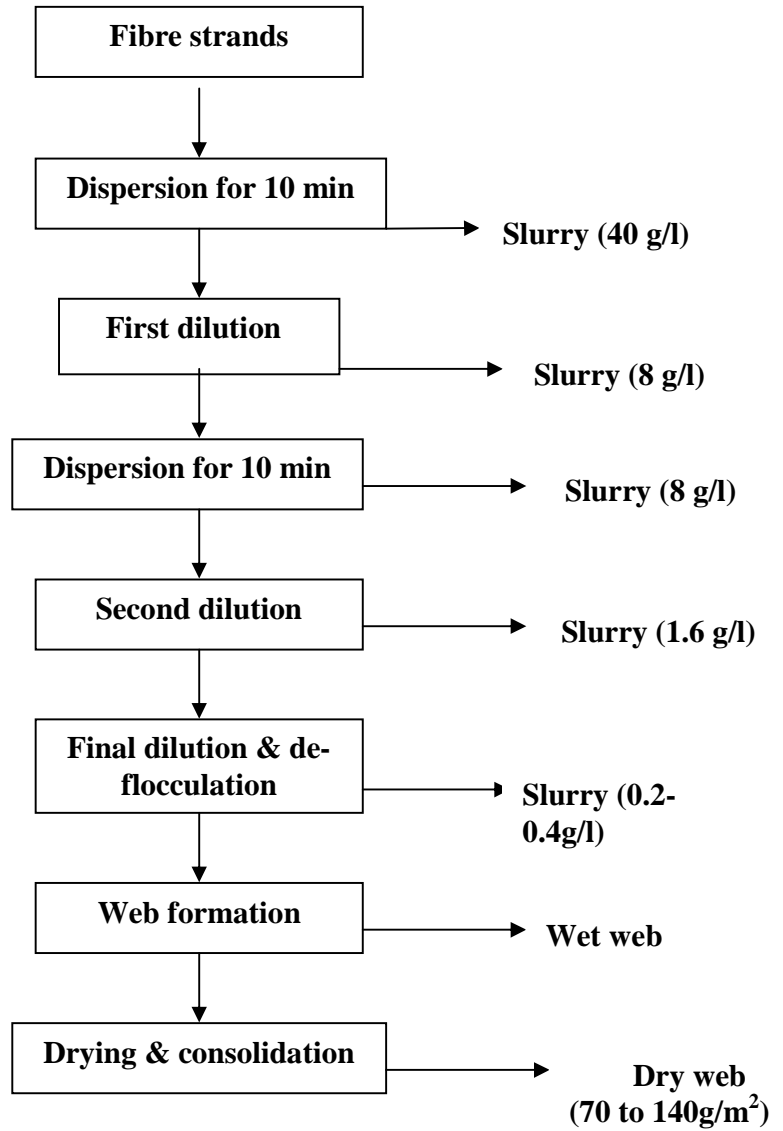 Fibre strands
Dispersion for 10 min
Slurry (40 g/l)
First dilution
Slurry (8 g/l)
Dispersion for 10 min
Slurry (8 g/l)
Second dilution
Slurry (1.6 g/l)
Final dilution & de-
flocculation
Slurry (0.2-
0.4g/l)
Web formation
Wet web
Drying & consolidation
Dry web
(70 to 140g/m²)